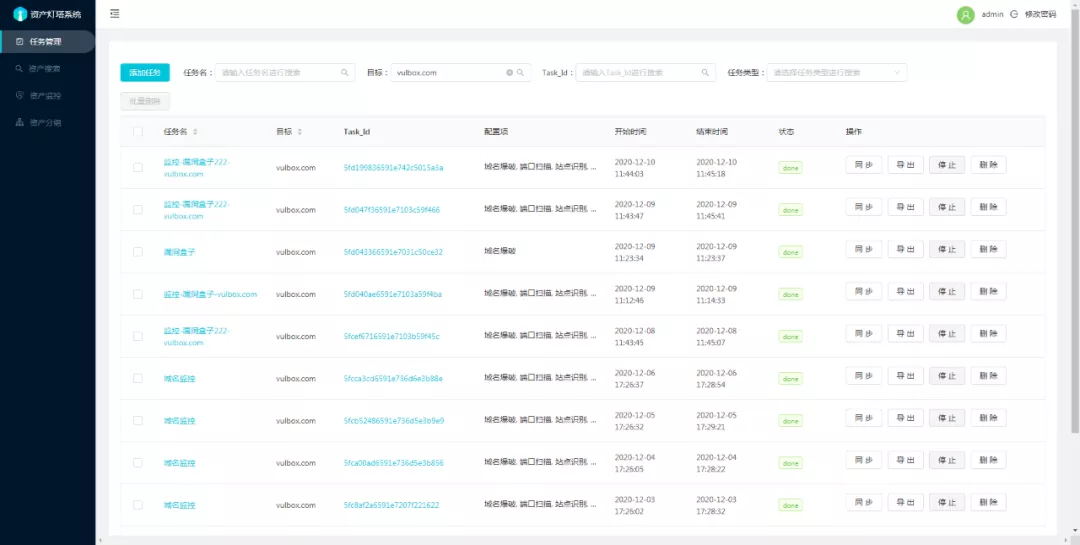 资产灯塔系统
admin 修改密码
任务管理
资产搜索
资产监控
资产分组
添加任务 任务名： 请输入任务名进行搜索 目标： vulbox.com Task_Id： 请输入Task_Id进行搜索 任务类型： 请选择任务类型进行搜索
批量删除
任务名 目标 Task_Id 配置项 开始时间 结束时间 状态 操作
监控-漏洞盒子222- 2020-12-10 2020-12-10
vulbox.com vulbox.com 5fd199836591e742c5015a3a 域名爆破, 端口扫描, 站点识别, ... 11:44:03 11:45:18 done 同 步 导 出 停 止 删 除
监控-漏洞盒子222- 2020-12-09 2020-12-09
vulbox.com vulbox.com 5fd047f36591e7103c59f466 域名爆破, 端口扫描, 站点识别, ... 11:43:47 11:45:41 done 同 步 导 出 停 止 删 除
漏洞盒子 vulbox.com 5fd043366591e7031c50ce32 域名爆破 2020-12-09 2020-12-09 done 同 步 导 出 停 止 删 除
11:23:34 11:23:37
监控-漏洞盒子-vulbox.com vulbox.com 5fd040ae6591e7103a59f4ba 域名爆破, 端口扫描, 站点识别, ... 2020-12-09 2020-12-09 done 同 步 导 出 停 止 删 除
11:12:46 11:14:33
监控-漏洞盒子222- 2020-12-08 2020-12-08
vulbox.com vulbox.com 5fcef6716591e7103b59f45c 域名爆破, 端口扫描, 站点识别, ... 11:43:45 11:45:07 done 同 步 导 出 停 止 删 除
域名监控 vulbox.com 5fcca3cd6591e736d6e3b88e 域名爆破, 端口扫描, 站点识别, ... 2020-12-06 2020-12-06 done 同 步 导 出 停 止 删 除
17:26:37 17:28:54
域名监控 vulbox.com 5fcb52486591e736d5e3b9e9 域名爆破, 端口扫描, 站点识别, ... 2020-12-05 2020-12-05 done 同 步 导 出 停 止 删 除
17:26:32 17:29:21
域名监控 vulbox.com 5fca00ad6591e736d5e3b856 域名爆破, 端口扫描, 站点识别, ... 2020-12-04 2020-12-04 done 同 步 导 出 停 止 删 除
17:26:05 17:28:22
域名监控 vulbox.com 5fc8af2a6591e7207f221622 域名爆破, 端口扫描, 站点识别, ... 2020-12-03 2020-12-03 done 同 步 导 出 停 止 删 除
17:26:02 17:28:32